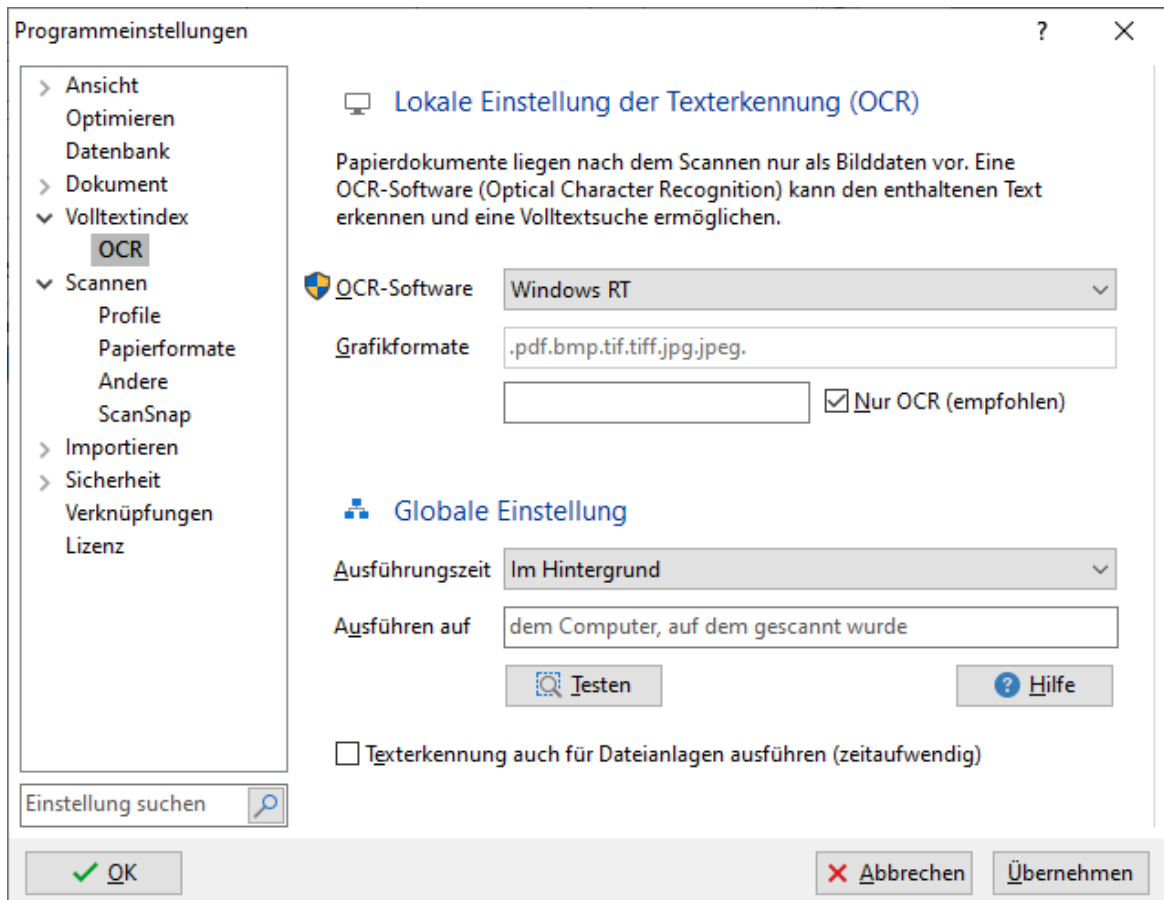 Programmeinstellungen
?
Ansicht
Optimieren
Datenbank
Dokument
Volltextindex
OCR
Scannen
Profile
Papierformate
Andere
ScanSnap
Importieren
Sicherheit
Verknüpfungen
Lizenz
Einstellung suchen
Lokale Einstellung der Texterkennung (OCR)
Papierdokumente liegen nach dem Scannen nur als Bilddaten vor. Eine
OCR-Software (Optical Character Recognition) kann den enthaltenen Text
erkennen und eine Volltextsuche ermöglichen.
OCR-Software Windows RT
Grafikformate .pdf.bmp.tif.tiff.jpg.jpeg.
Nur OCR (empfohlen)
Globale Einstellung
Ausführungszeit Im Hintergrund
Ausführen auf dem Computer, auf dem gescannt wurde
Testen ? Hilfe
Texterkennung auch für Dateianlagen ausführen (zeitaufwendig)
OK Abbrechen Übernehmen